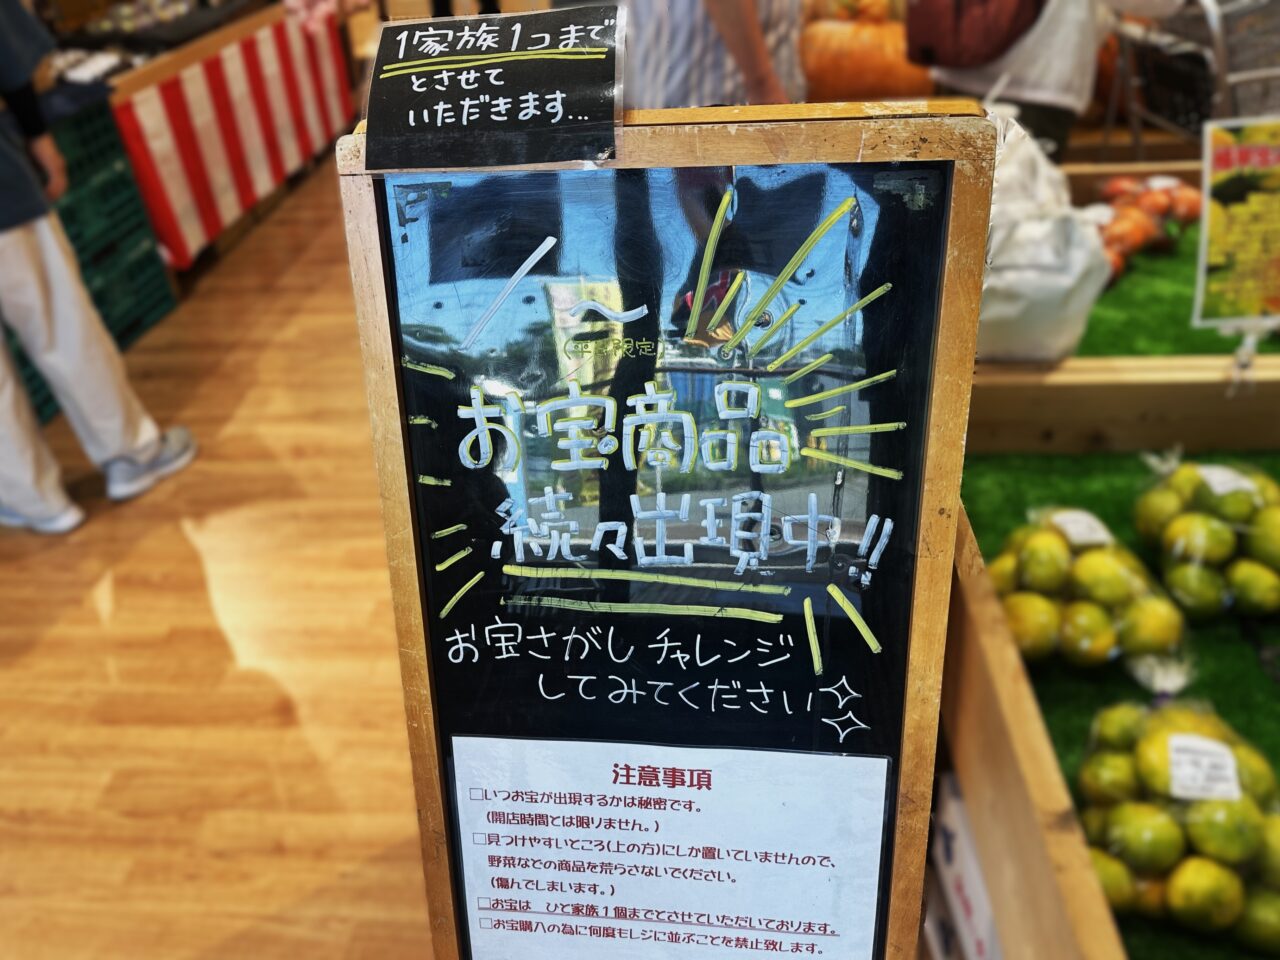 1家族1コまで
とさせて
いただきます...
(平日限定)
お宝商品
続々出現中!!
お宝さがしチャレンジ
してみてください
注意事項
□いつお宝が出現するかは秘密です。
(開店時間とは限りません。)
□見つけやすいところ(上の方)にしか置いていませんので、
野菜などの商品を荒らさないでください。
(傷んでしまいます。)
□お宝は ひと家族1個までとさせていただいております。
□お宝購入の為に何度もレジに並ぶことを禁止致します。